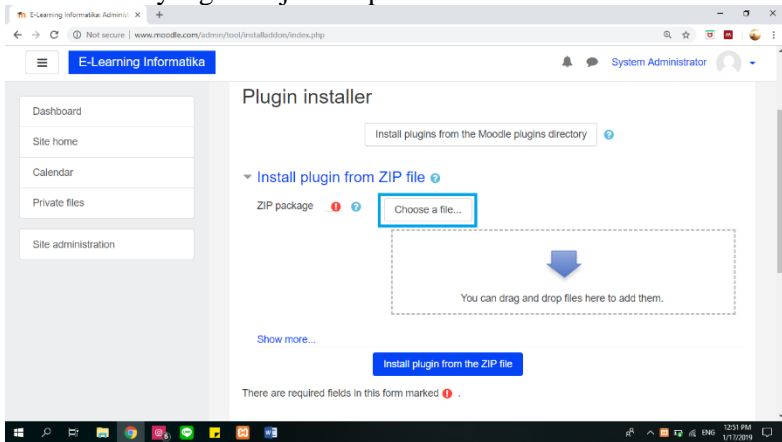 E-Learning Informatika: Administ
Not secure | www.moodle.com/admin/tool/installaddon/index.php
E-Learning Informatika
System Administrator
Plugin installer
Dashboard
Install plugins from the Moodle plugins directory
Site home
Calendar
Install plugin from ZIP file
Private files
ZIP package
Choose a file...
Site administration
You can drag and drop files here to add them.
Show more...
Install plugin from the ZIP file
There are required fields in this form marked .
ENG
12:51 PM
1/17/2019